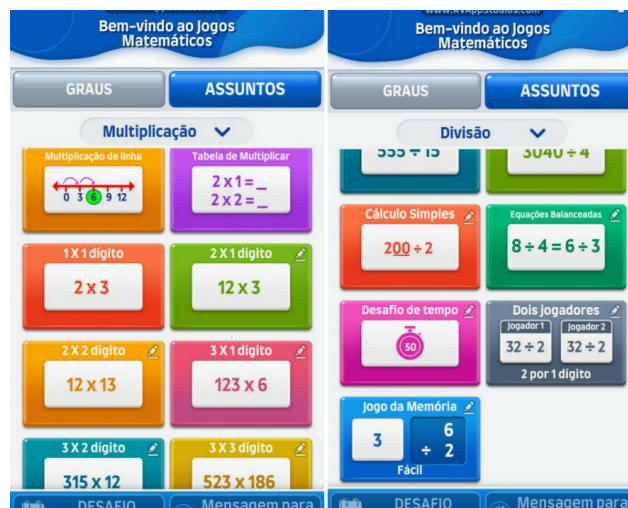 Bem-vindo ao Jogos
Matemáticos
GRAUS
ASSUNTOS
Multiplicação
Multiplicação de linha
0 3 6 9 12
Tabela de Multiplicar
2 x 1 = _
2 x 2 = _
1 X 1 dígito
2 x 3
2 X 1 dígito
12 x 3
2 X 2 dígito
12 x 13
3 X 1 dígito
123 x 6
3 X 2 dígito
315 x 12
3 X 3 dígito
523 x 186
DESAFIO
Mensagem para
www.RVAppStudios.com
Bem-vindo ao Jogos
Matemáticos
GRAUS
ASSUNTOS
Divisão
555 ÷ 15
3040 ÷ 4
Cálculo Simples
200 ÷ 2
Equações Balanceadas
8 ÷ 4 = 6 ÷ 3
Desafio de tempo
50
Dois jogadores
Jogador 1
Jogador 2
32 ÷ 2
32 ÷ 2
2 por 1 dígito
Jogo da Memória
3
6
÷ 2
Fácil
DESAFIO
Mensagem para